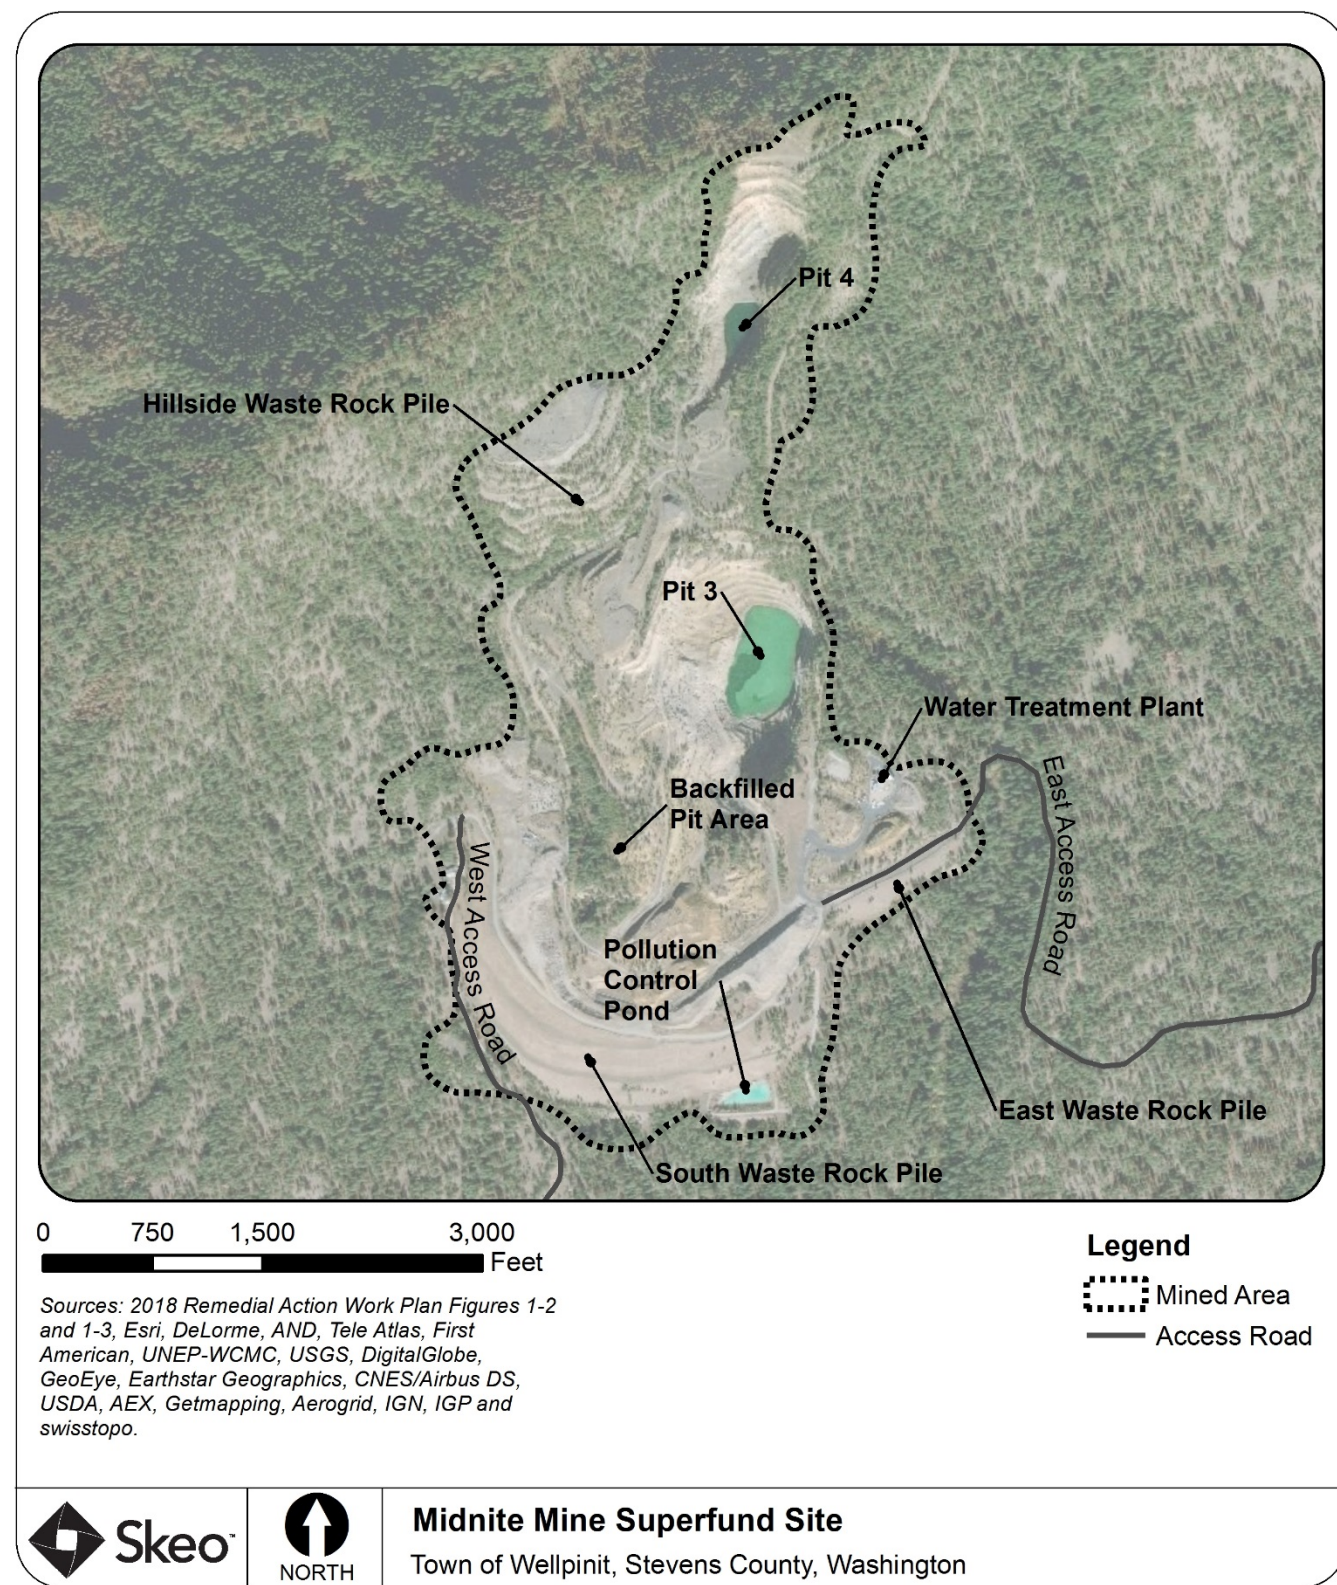 Pit 4
Hillside Waste Rock Pile
Pit 3
Water Treatment Plant
East Access Road
Backfilled
Pit Area
West Access Road
Pollution
Control
Pond
East Waste Rock Pile
South Waste Rock Pile
0 750 1,500 3,000
Feet
Legend
Mined Area
Access Road
Sources: 2018 Remedial Action Work Plan Figures 1-2
and 1-3, Esri, DeLorme, AND, Tele Atlas, First
American, UNEP-WCMC, USGS, DigitalGlobe,
GeoEye, Earthstar Geographics, CNES/Airbus DS,
USDA, AEX, Getmapping, Aerogrid, IGN, IGP and
swisstopo.
Skeo™
NORTH
Midnite Mine Superfund Site
Town of Wellpinit, Stevens County, Washington